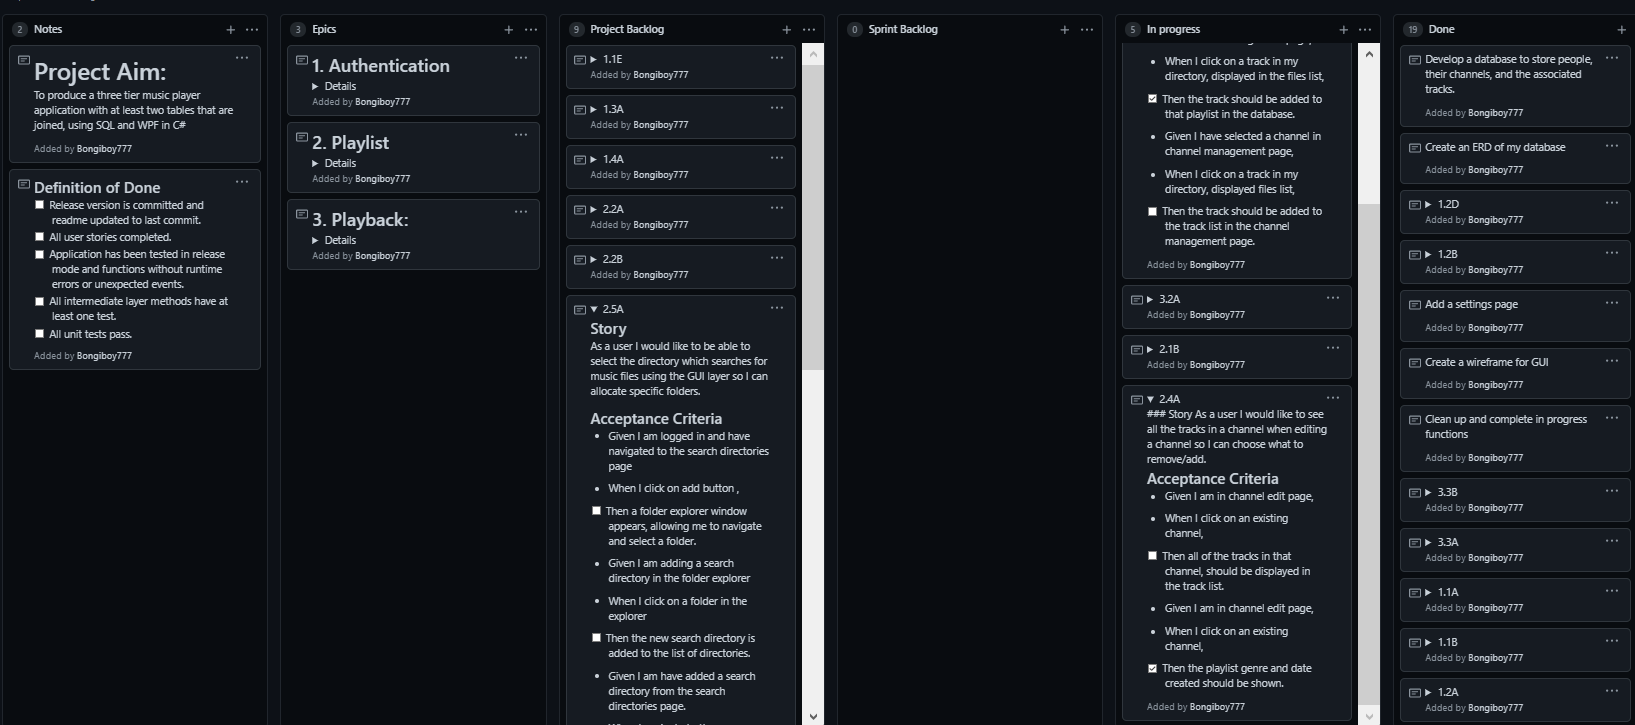 2 Notes
Project Aim:
To produce a three tier music player
application with at least two tables that are
joined, using SQL and WPF in C#
Added by Bongiboy777
Definition of Done
Release version is committed and
readme updated to last commit.
All user stories completed.
Application has been tested in release
mode and functions without runtime
errors or unexpected events.
All intermediate layer methods have at
least one test.
All unit tests pass.
Added by Bongiboy777
3 Epics
1. Authentication
Details
Added by Bongiboy777
2. Playlist
Details
Added by Bongiboy777
3. Playback:
Details
Added by Bongiboy777
9 Project Backlog
1.1E
Added by Bongiboy777
1.3A
Added by Bongiboy777
1.4A
Added by Bongiboy777
2.2A
Added by Bongiboy777
2.2B
Added by Bongiboy777
2.5A
Story
As a user I would like to be able to
select the directory which searches for
music files using the GUI layer so I can
allocate specific folders.
Acceptance Criteria
Given I am logged in and have
navigated to the search directories
page
When I click on add button ,
Then a folder explorer window
appears, allowing me to navigate
and select a folder.
Given I am adding a search
directory in the folder explorer
When I click on a folder in the
explorer
Then the new search directory is
added to the list of directories.
Given I am have added a search
directory from the search
directories page.
0 Sprint Backlog
5 In progress
When I click on a track in my
directory, displayed in the files list,
Then the track should be added to
that playlist in the database.
Given I have selected a channel in
channel management page,
When I click on a track in my
directory, displayed files list,
Then the track should be added to
the track list in the channel
management page.
Added by Bongiboy777
3.2A
Added by Bongiboy777
2.1B
Added by Bongiboy777
2.4A
### Story As a user I would like to see
all the tracks in a channel when editing
a channel so I can choose what to
remove/add.
Acceptance Criteria
Given I am in channel edit page,
When I click on an existing
channel,
Then all of the tracks in that
channel, should be displayed in
the track list.
Given I am in channel edit page,
When I click on an existing
channel,
Then the playlist genre and date
created should be shown.
Added by Bongiboy777
19 Done
Develop a database to store people,
their channels, and the associated
tracks.
Added by Bongiboy777
Create an ERD of my database
Added by Bongiboy777
1.2D
Added by Bongiboy777
1.2B
Added by Bongiboy777
Add a settings page
Added by Bongiboy777
Create a wireframe for GUI
Added by Bongiboy777
Clean up and complete in progress
functions
Added by Bongiboy777
3.3B
Added by Bongiboy777
3.3A
Added by Bongiboy777
1.1A
Added by Bongiboy777
1.1B
Added by Bongiboy777
1.2A
Added by Bongiboy777